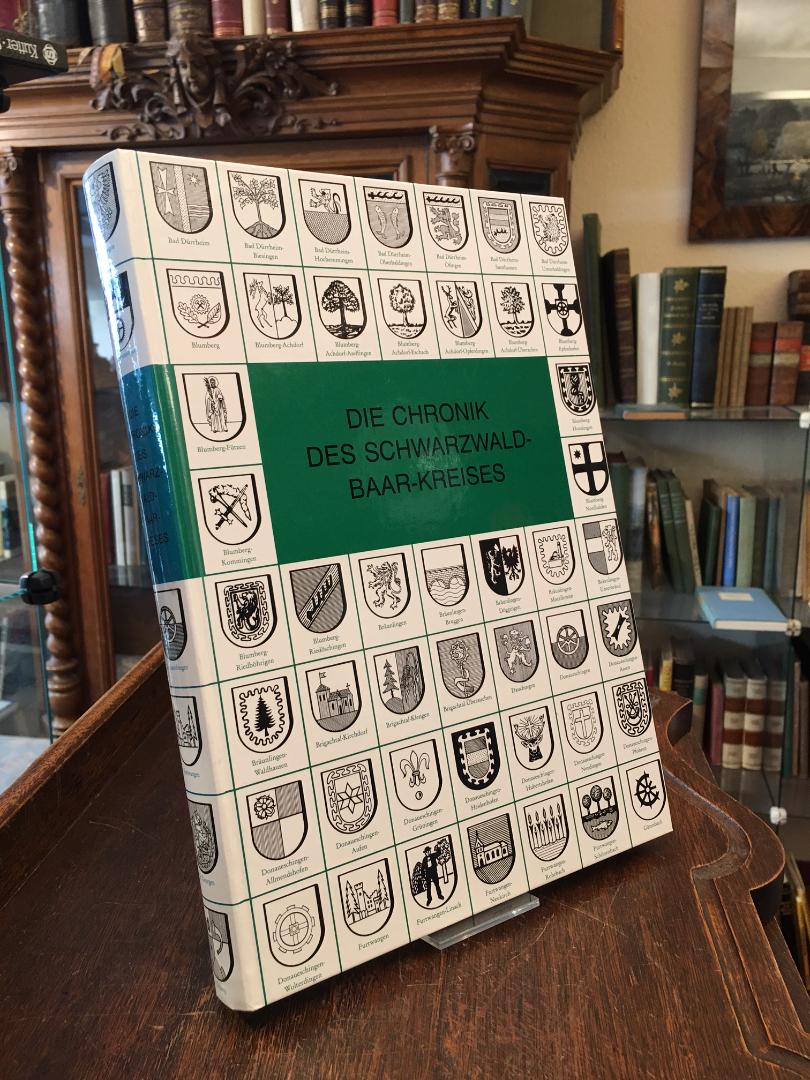 Kutter
Bad Dürrheim
Bad Dürrheim-
Biesingen
Bad Dürrheim-
Hochemmingen
Bad Dürrheim-
Oberbaldingen
Bad Dürrheim-
Öfingen
Bad Dürrheim-
Sunthausen
Bad Dürrheim-
Unterbaldingen
Blumberg
Blumberg-Achdorf
Blumberg-
Achdorf-Aselfingen
Blumberg-
Achdorf-Eschach
Blumberg-
Achdorf-Opferdingen
Blumberg-
Achdorf-Überachen
Blumberg-
Epfenhofen
Blumberg-Fützen
Blumberg-
Hondingen
DIE CHRONIK
DES SCHWARZWALD-
BAAR-KREISES
Blumberg-
Kommingen
Blumberg-
Nordhalden
Blumberg-
Riedböhringen
Blumberg-
Riedöschingen
Bräunlingen
Bräunlingen-
Bruggen
Bräunlingen-
Döggingen
Bräunlingen-
Mistelbrunn
Bräunlingen-
Unterbränd
Bräunlingen-
Waldhausen
Brigachtal-Kirchdorf
Brigachtal-Klengen
Brigachtal-Überauchen
Dauchingen
Donaueschingen
Donaueschingen-
Aasen
Donaueschingen-
Allmendshofen
Donaueschingen-
Aufen
Donaueschingen-
Grüningen
Donaueschingen-
Heidenhofen
Donaueschingen-
Hubertshofen
Donaueschingen-
Neudingen
Donaueschingen-
Pfohren
Donaueschingen-
Wolterdingen
Furtwangen
Furtwangen-Linach
Furtwangen-
Neukirch
Furtwangen-
Rohrbach
Furtwangen-
Schönenbach
Gütenbach